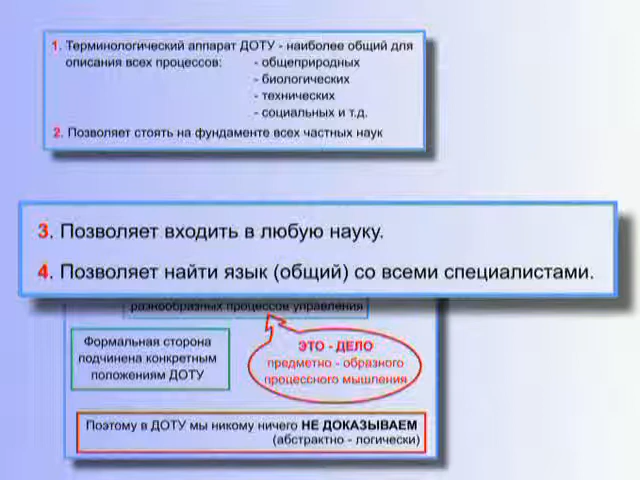 1. Терминологический аппарат ДОТУ - наиболее общий для
описания всех процессов: - общеприродных
- биологических
- технических
- социальных и т.д.
2. Позволяет стоять на фундаменте всех частных наук
3. Позволяет входить в любую науку.
4. Позволяет найти язык (общий) со всеми специалистами.
разнообразных процессов управления
Формальная сторона
подчинена конкретным
положениям ДОТУ
ЭТО - ДЕЛО
предметно - образного
процессного мышления
Поэтому в ДОТУ мы никому ничего НЕ ДОКАЗЫВАЕМ
(абстрактно - логически)